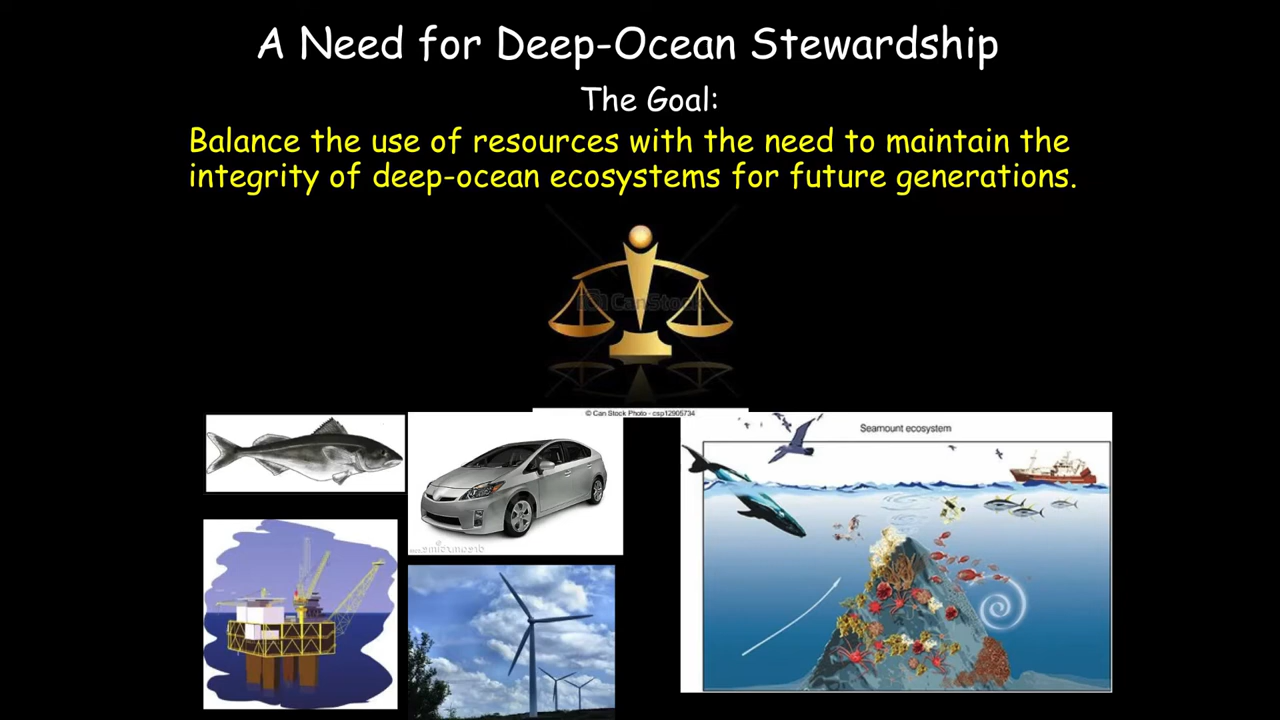 A Need for Deep-Ocean Stewardship
The Goal:
Balance the use of resources with the need to maintain the
integrity of deep-ocean ecosystems for future generations.
CanStock
© Can Stock Photo - csp12905734
Seamount ecosystem